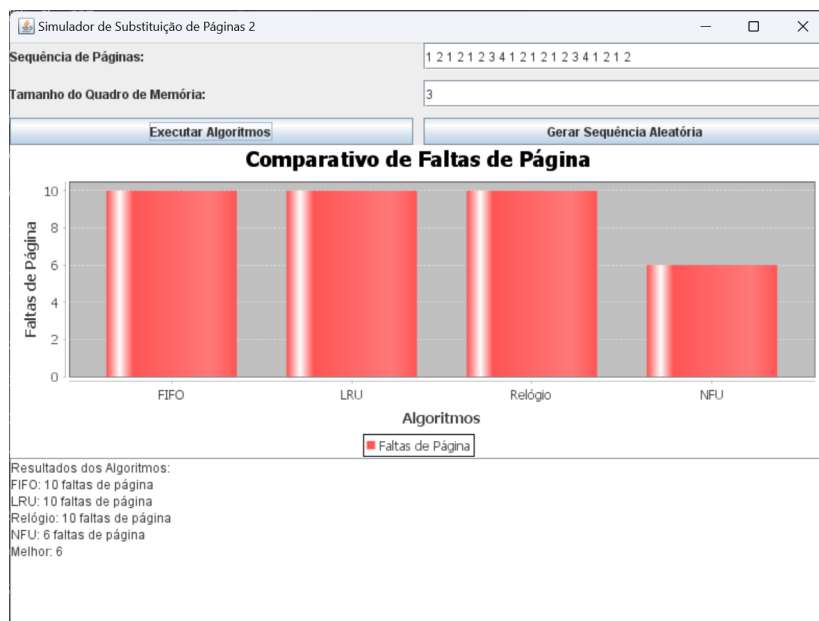 Simulador de Substituição de Páginas 2
Sequência de Páginas:
1 2 1 2 1 2 3 4 1 2 1 2 1 2 3 4 1 2 1 2
Tamanho do Quadro de Memória:
3
Executar Algoritmos
Gerar Sequência Aleatória
Comparativo de Faltas de Página
Faltas de Página
10
8
6
4
2
0
FIFO
LRU
Relógio
NFU
Algoritmos
Faltas de Página
Resultados dos Algoritmos:
FIFO: 10 faltas de página
LRU: 10 faltas de página
Relógio: 10 faltas de página
NFU: 6 faltas de página
Melhor: 6